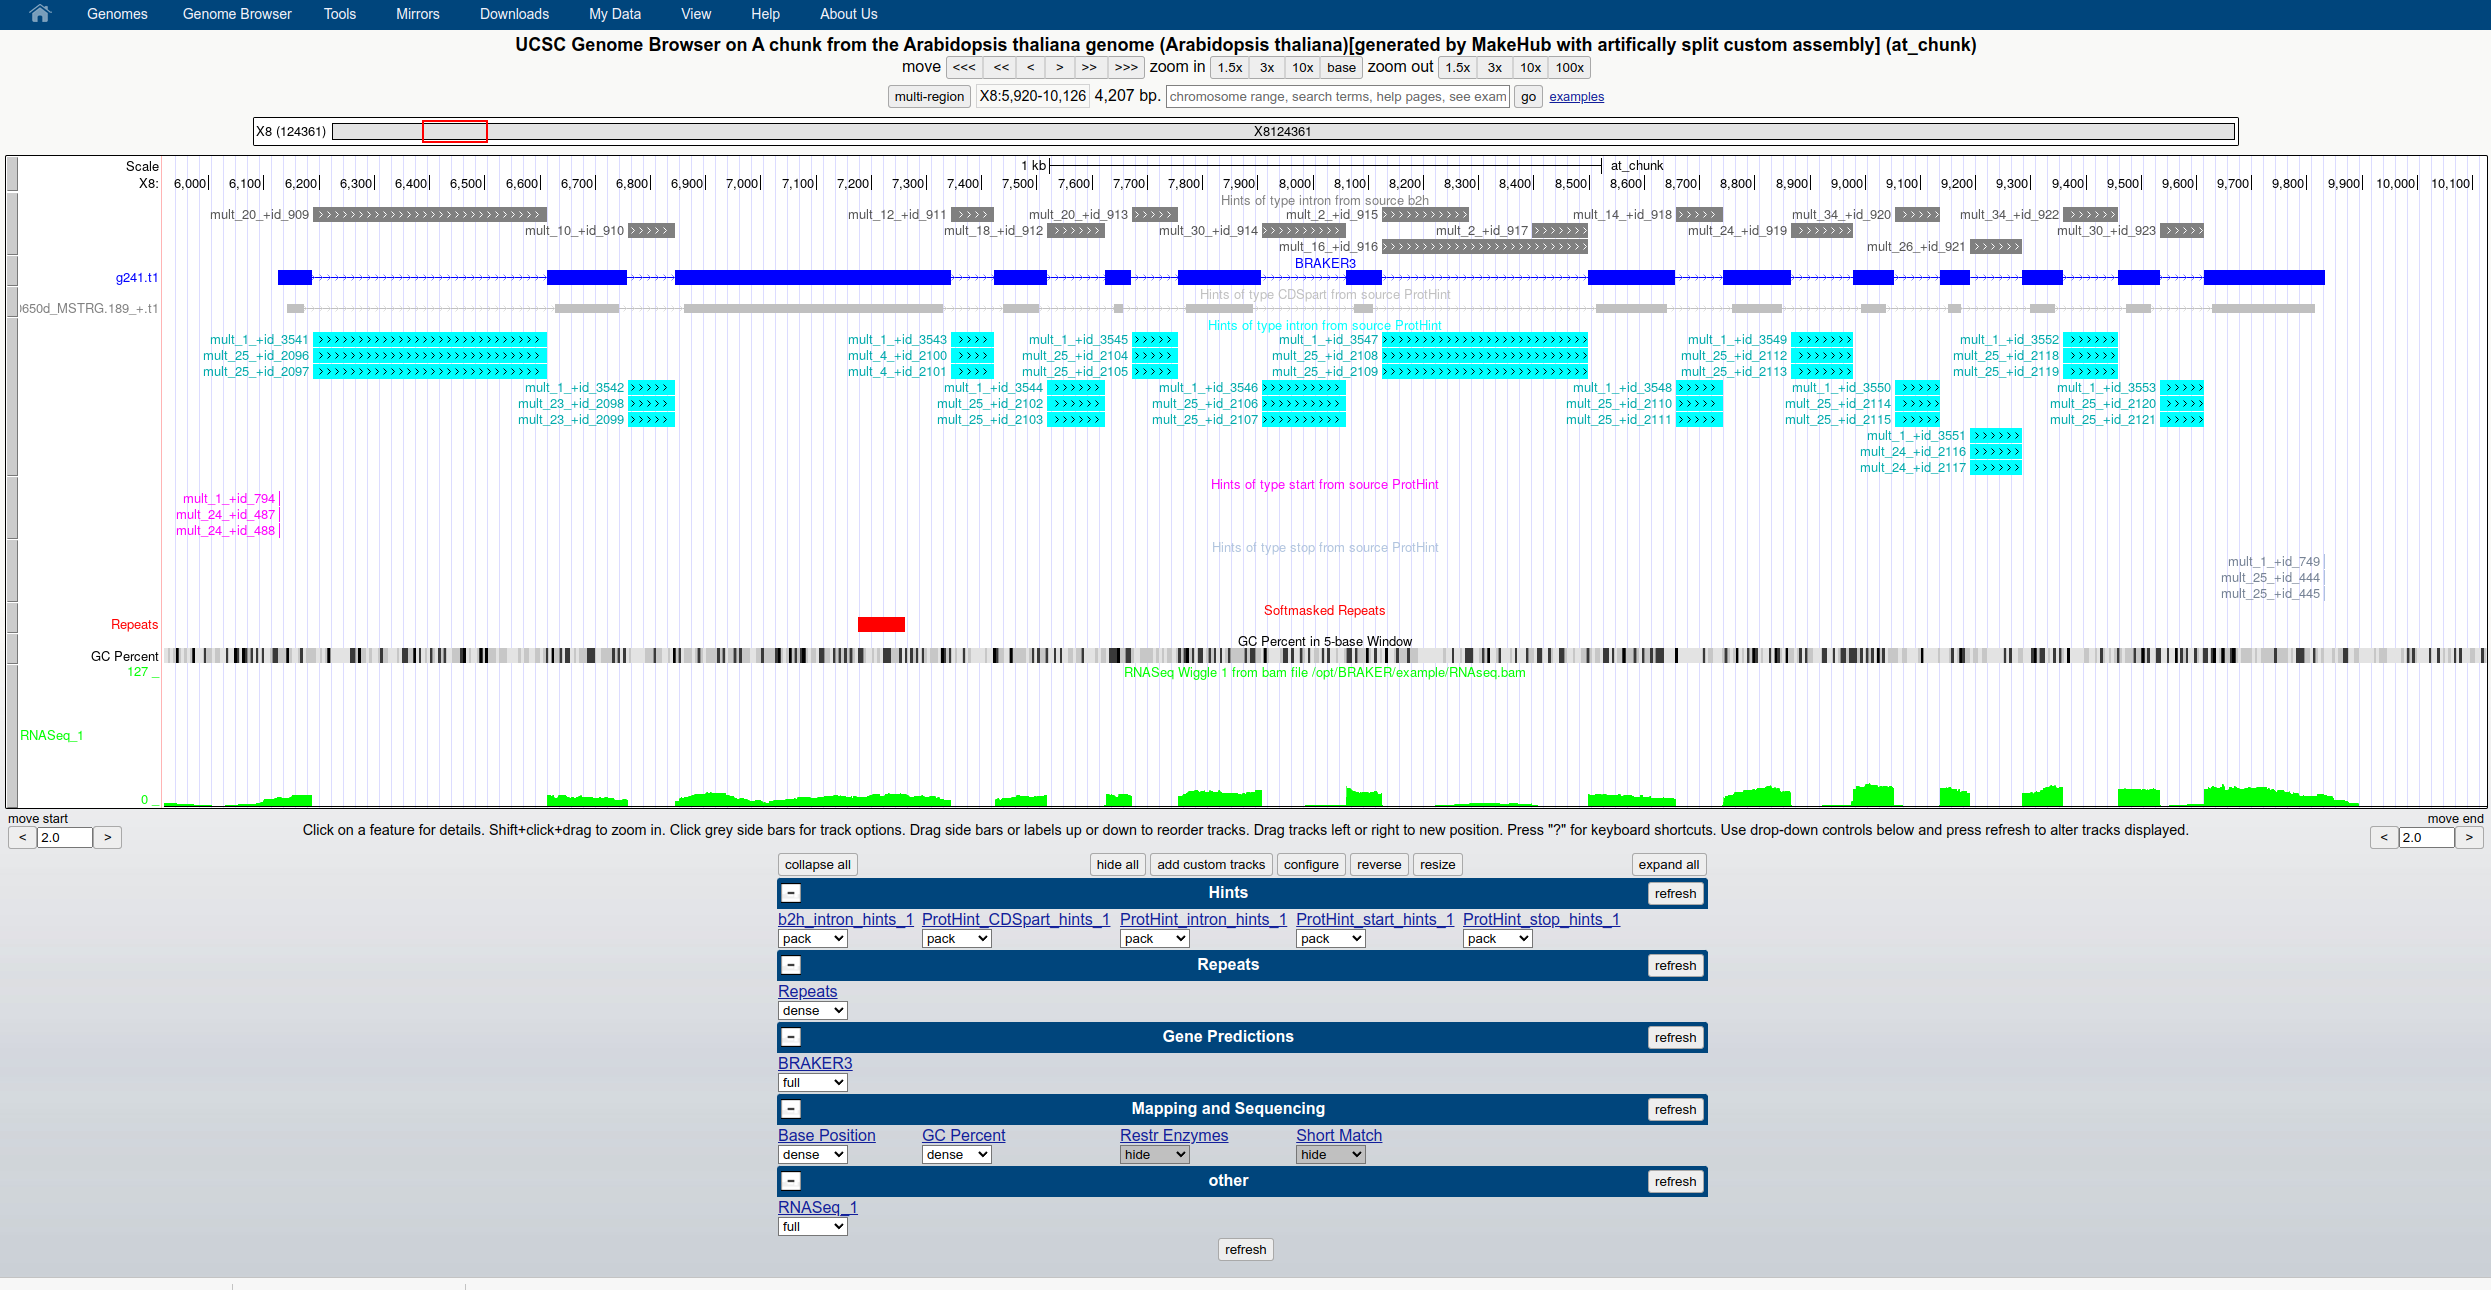 Genomes Genome Browser Tools Mirrors Downloads My Data View Help About Us
UCSC Genome Browser on A chunk from the Arabidopsis thaliana genome (Arabidopsis thaliana)[generated by MakeHub with artifically split custom assembly] (at_chunk)
move <<< << < > >> >>> zoom in 1.5x 3x 10x base zoom out 1.5x 3x 10x 100x
multi-region X8:5,920-10,126 4,207 bp. chromosome range, search terms, help pages, see exam go examples
X8 (124361) X8124361
Scale 1 kb at_chunk
X8: 6,000 6,100 6,200 6,300 6,400 6,500 6,600 6,700 6,800 6,900 7,000 7,100 7,200 7,300 7,400 7,500 7,600 7,700 7,800 7,900 8,000 8,100 8,200 8,300 8,400 8,500 8,600 8,700 8,800 8,900 9,000 9,100 9,200 9,300 9,400 9,500 9,600 9,700 9,800 9,900 10,000 10,100
Hints of type intron from source b2h
mult_20_+id_909 mult_12_+id_911 mult_20_+id_913 mult_2_+id_915 mult_14_+id_918 mult_34_+id_920 mult_34_+id_922
mult_10_+id_910 mult_18_+id_912 mult_30_+id_914 mult_2_+id_917 mult_24_+id_919 mult_30_+id_923
mult_16_+id_916 mult_26_+id_921
BRAKER3
g241.t1
Hints of type CDSpart from source ProtHint
650d_MSTRG.189_+.t1
Hints of type intron from source ProtHint
mult_1_+id_3541 mult_1_+id_3543 mult_1_+id_3545 mult_1_+id_3547 mult_1_+id_3549 mult_1_+id_3552
mult_25_+id_2096 mult_4_+id_2100 mult_25_+id_2104 mult_25_+id_2108 mult_25_+id_2112 mult_25_+id_2118
mult_25_+id_2097 mult_4_+id_2101 mult_25_+id_2105 mult_25_+id_2109 mult_25_+id_2113 mult_25_+id_2119
mult_1_+id_3542 mult_1_+id_3544 mult_1_+id_3546 mult_1_+id_3548 mult_1_+id_3550 mult_1_+id_3553
mult_23_+id_2098 mult_25_+id_2102 mult_25_+id_2106 mult_25_+id_2110 mult_25_+id_2114 mult_25_+id_2120
mult_23_+id_2099 mult_25_+id_2103 mult_25_+id_2107 mult_25_+id_2111 mult_25_+id_2115 mult_25_+id_2121
mult_1_+id_3551
mult_24_+id_2116
mult_24_+id_2117
Hints of type start from source ProtHint
mult_1_+id_794
mult_24_+id_487
mult_24_+id_488
Hints of type stop from source ProtHint
mult_1_+id_749
mult_25_+id_444
mult_25_+id_445
Softmasked Repeats
Repeats
GC Percent in 5-base Window
GC Percent
127 _ RNASeq Wiggle 1 from bam file /opt/BRAKER/example/RNAseq.bam
RNASeq_1
0 _
move start move end
< 2.0 > Click on a feature for details. Shift+click+drag to zoom in. Click grey side bars for track options. Drag side bars or labels up or down to reorder tracks. Drag tracks left or right to new position. Press "?" for keyboard shortcuts. Use drop-down controls below and press refresh to alter tracks displayed. < 2.0 >
collapse all hide all add custom tracks configure reverse resize expand all
- Hints refresh
b2h_intron_hints_1 ProtHint_CDSpart_hints_1 ProtHint_intron_hints_1 ProtHint_start_hints_1 ProtHint_stop_hints_1
pack pack pack pack pack
- Repeats refresh
Repeats
dense
- Gene Predictions refresh
BRAKER3
full
- Mapping and Sequencing refresh
Base Position GC Percent Restr Enzymes Short Match
dense dense hide hide
- other refresh
RNASeq_1
full
refresh